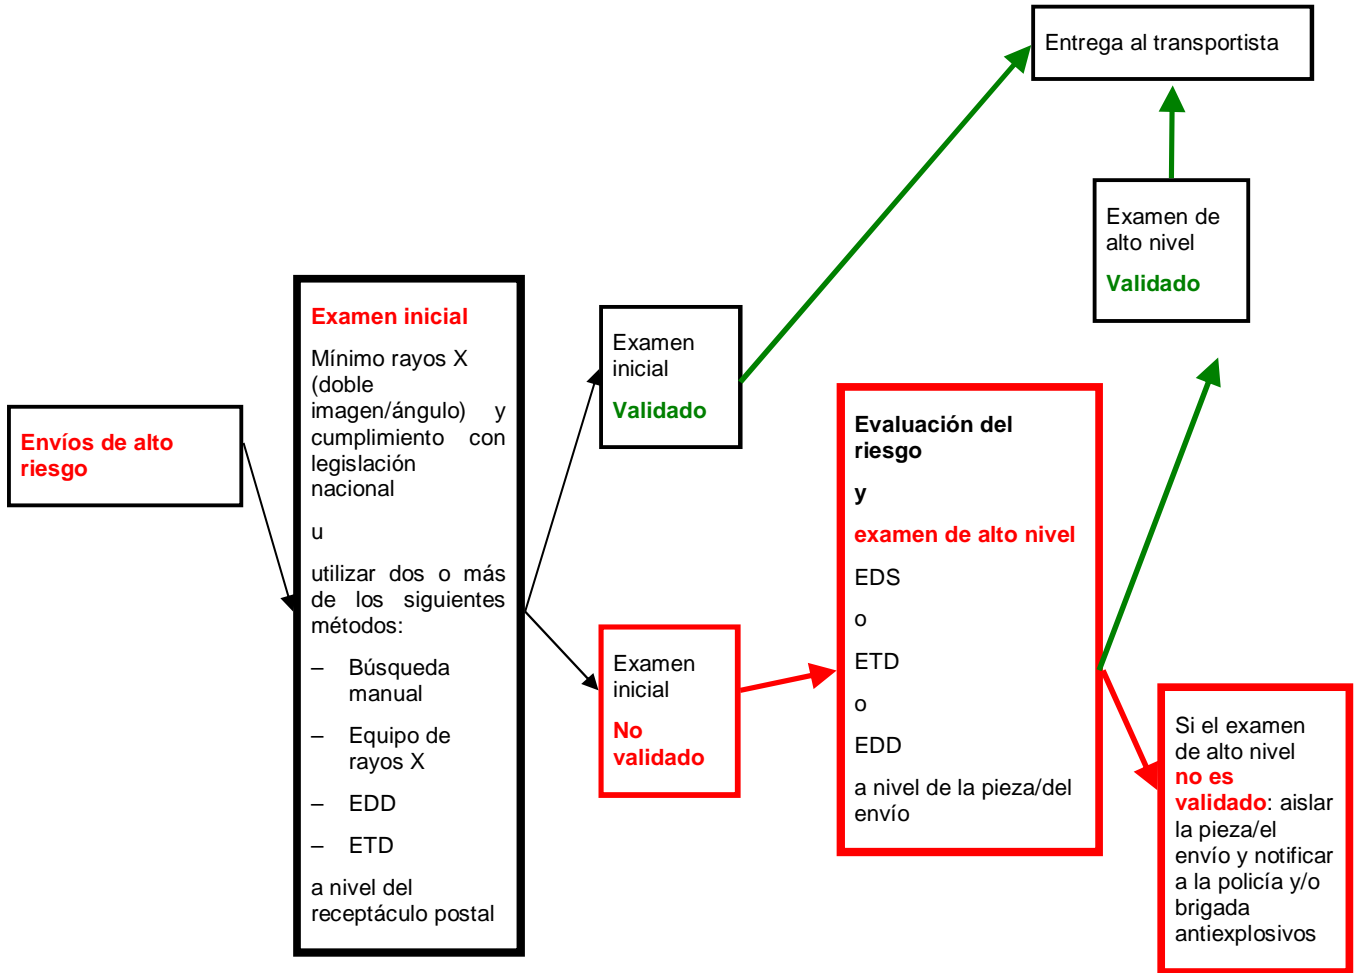 Envíos de alto
riesgo
Examen inicial
Mínimo rayos X
(doble
imagen/ángulo) y
cumplimiento con
legislación
nacional
u
utilizar dos o más
de los siguientes
métodos:
– Búsqueda
manual
– Equipo de
rayos X
– EDD
– ETD
a nivel del
receptáculo postal
Examen
inicial
Validado
Examen
inicial
No
validado
Evaluación del
riesgo
y
examen de alto nivel
EDS
o
ETD
o
EDD
a nivel de la pieza/del
envío
Entrega al transportista
Examen de
alto nivel
Validado
Si el examen
de alto nivel
no es
validado: aislar
la pieza/el
envío y notificar
a la policía y/o
brigada
antiexplosivos